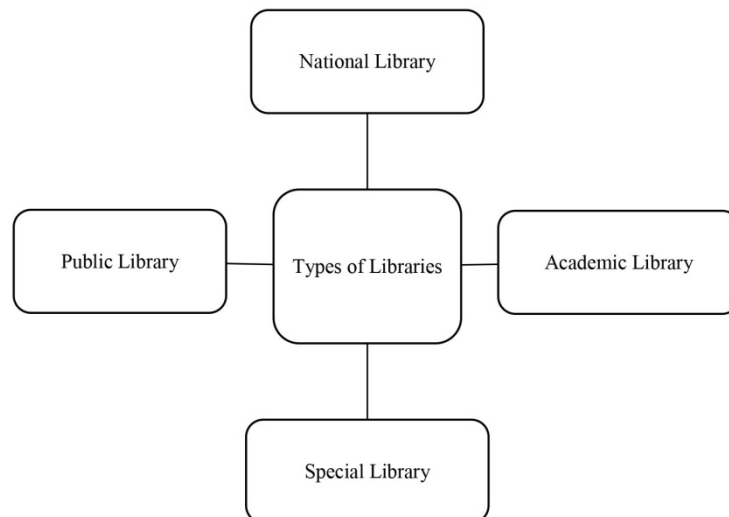 National Library
Public Library
Types of Libraries
Academic Library
Special Library